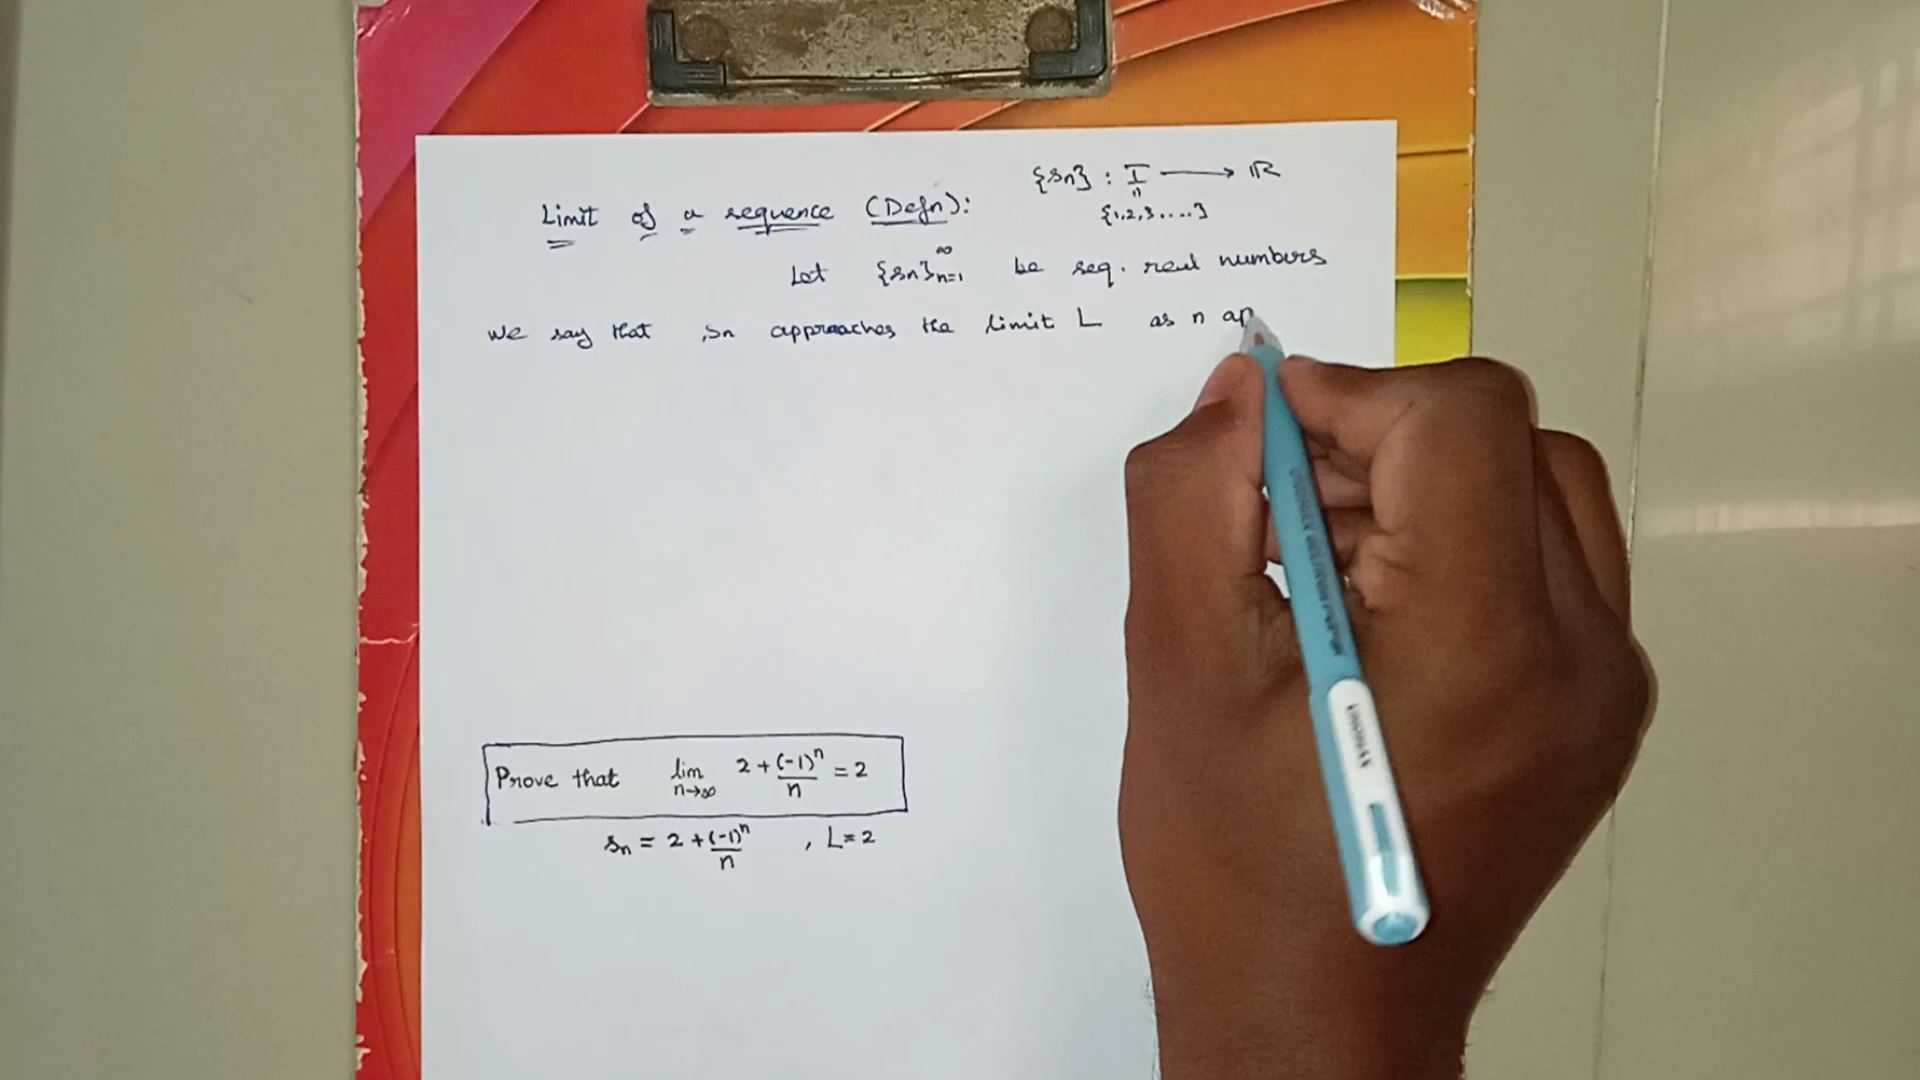 {sn} : I → R
n
{1,2,3....}
Limit of a sequence (Defn):
Let {sn}∞n=1 be seq. real numbers
we say that sn approaches the limit L as n ap
Prove that lim n→∞ 2 + (-1)^n/n = 2
sn = 2 + (-1)^n/n , L = 2